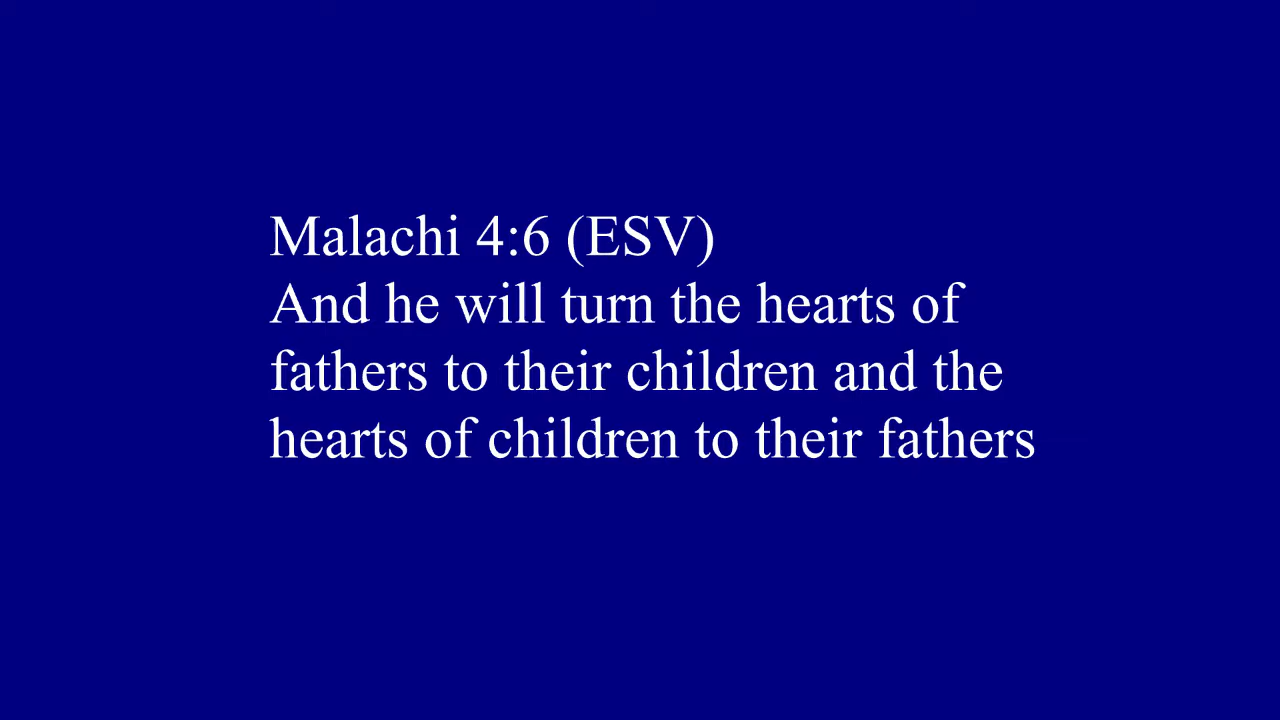 Malachi 4:6 (ESV)
And he will turn the hearts of
fathers to their children and the
hearts of children to their fathers